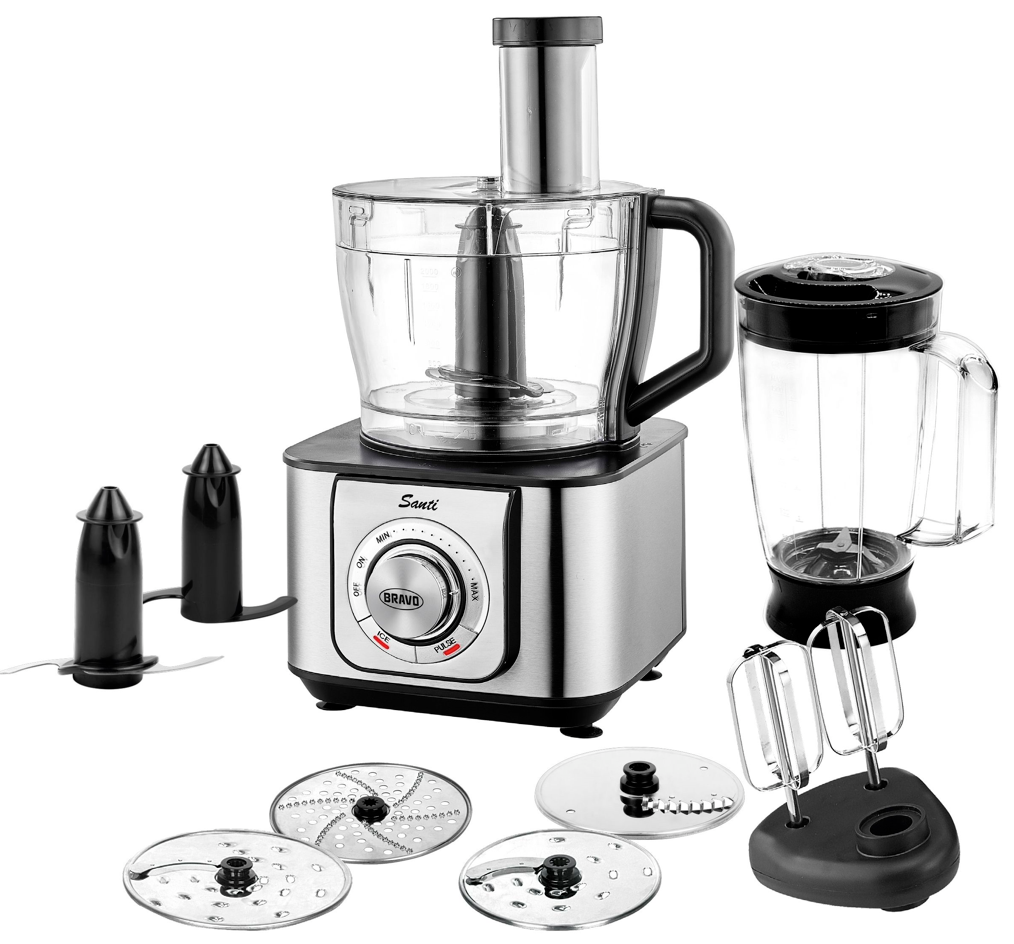 Santi
MIN.
ON
OFF
MAX
BRAVO
ICE
PULSE